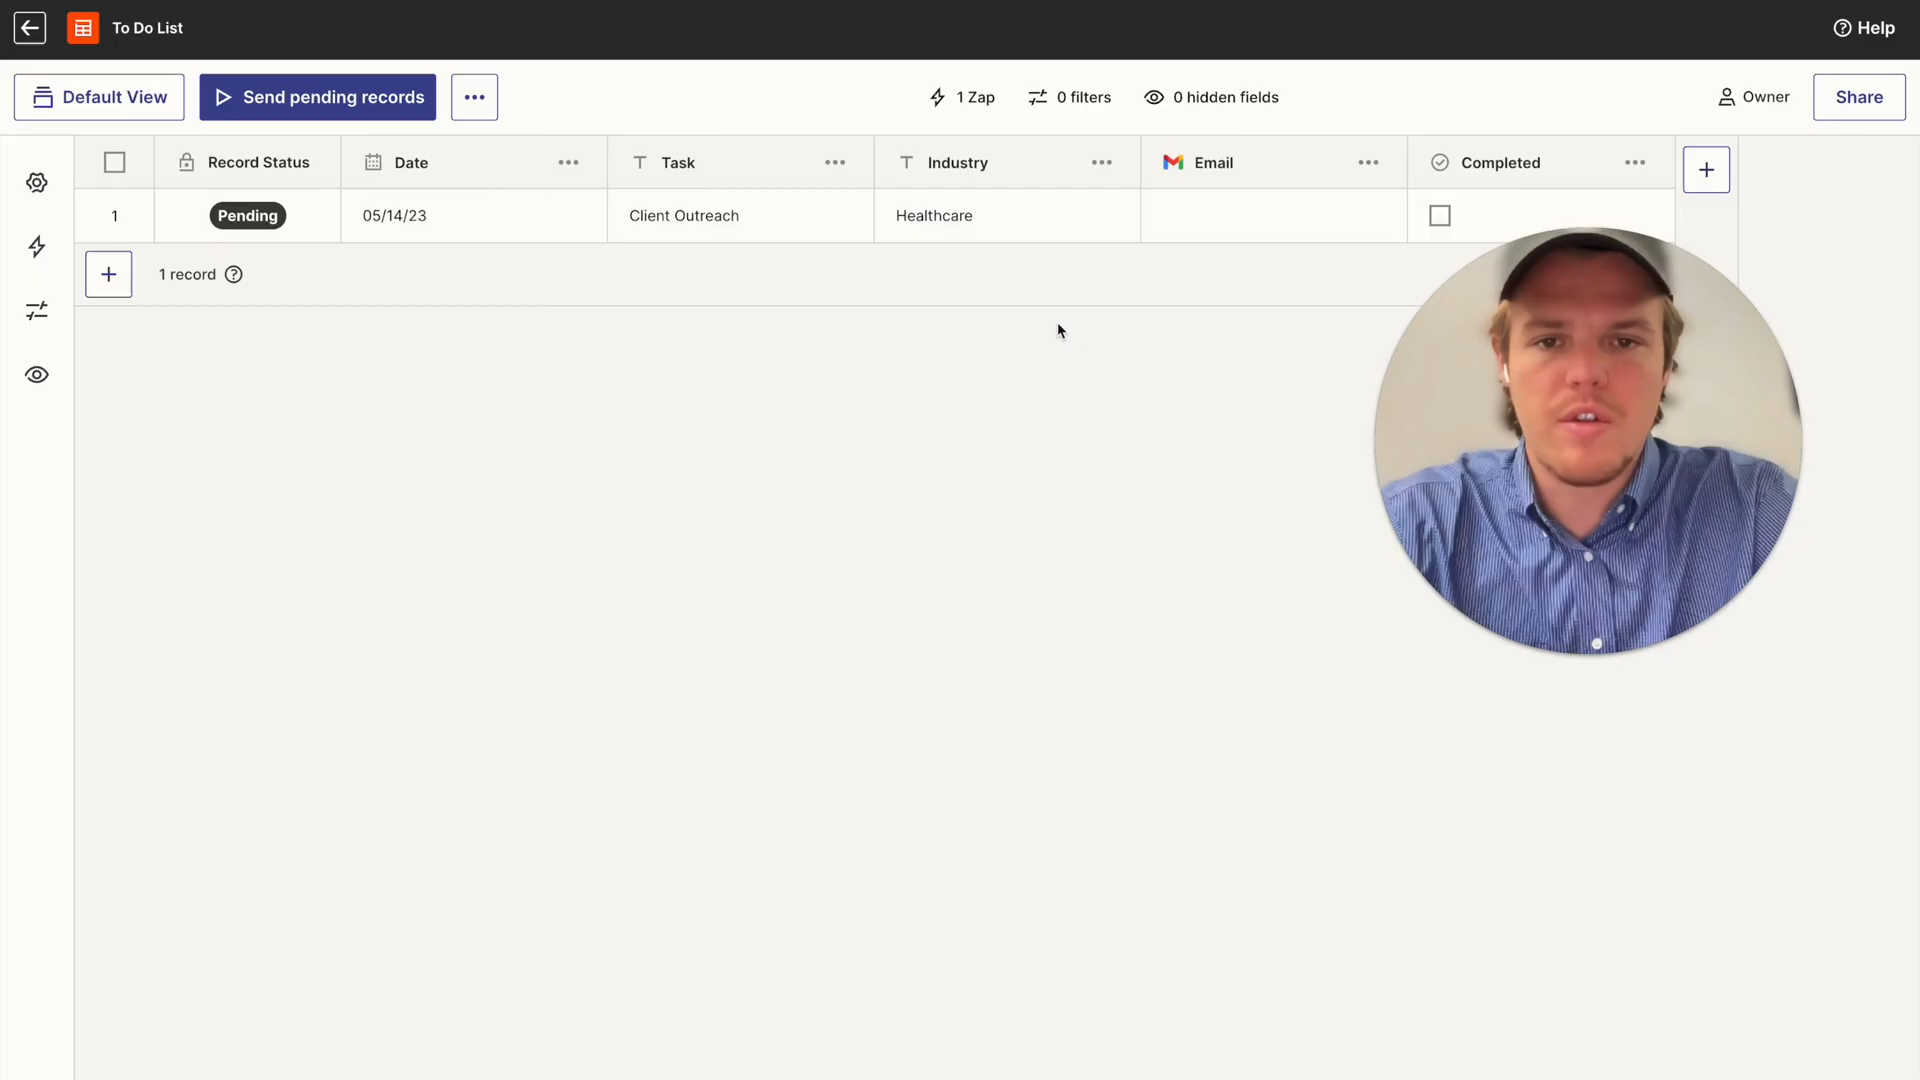 To Do List
Help
Default View
Send pending records
1 Zap
0 filters
0 hidden fields
Owner
Share
Record Status
Date
Task
Industry
Email
Completed
1
Pending
05/14/23
Client Outreach
Healthcare
1 record